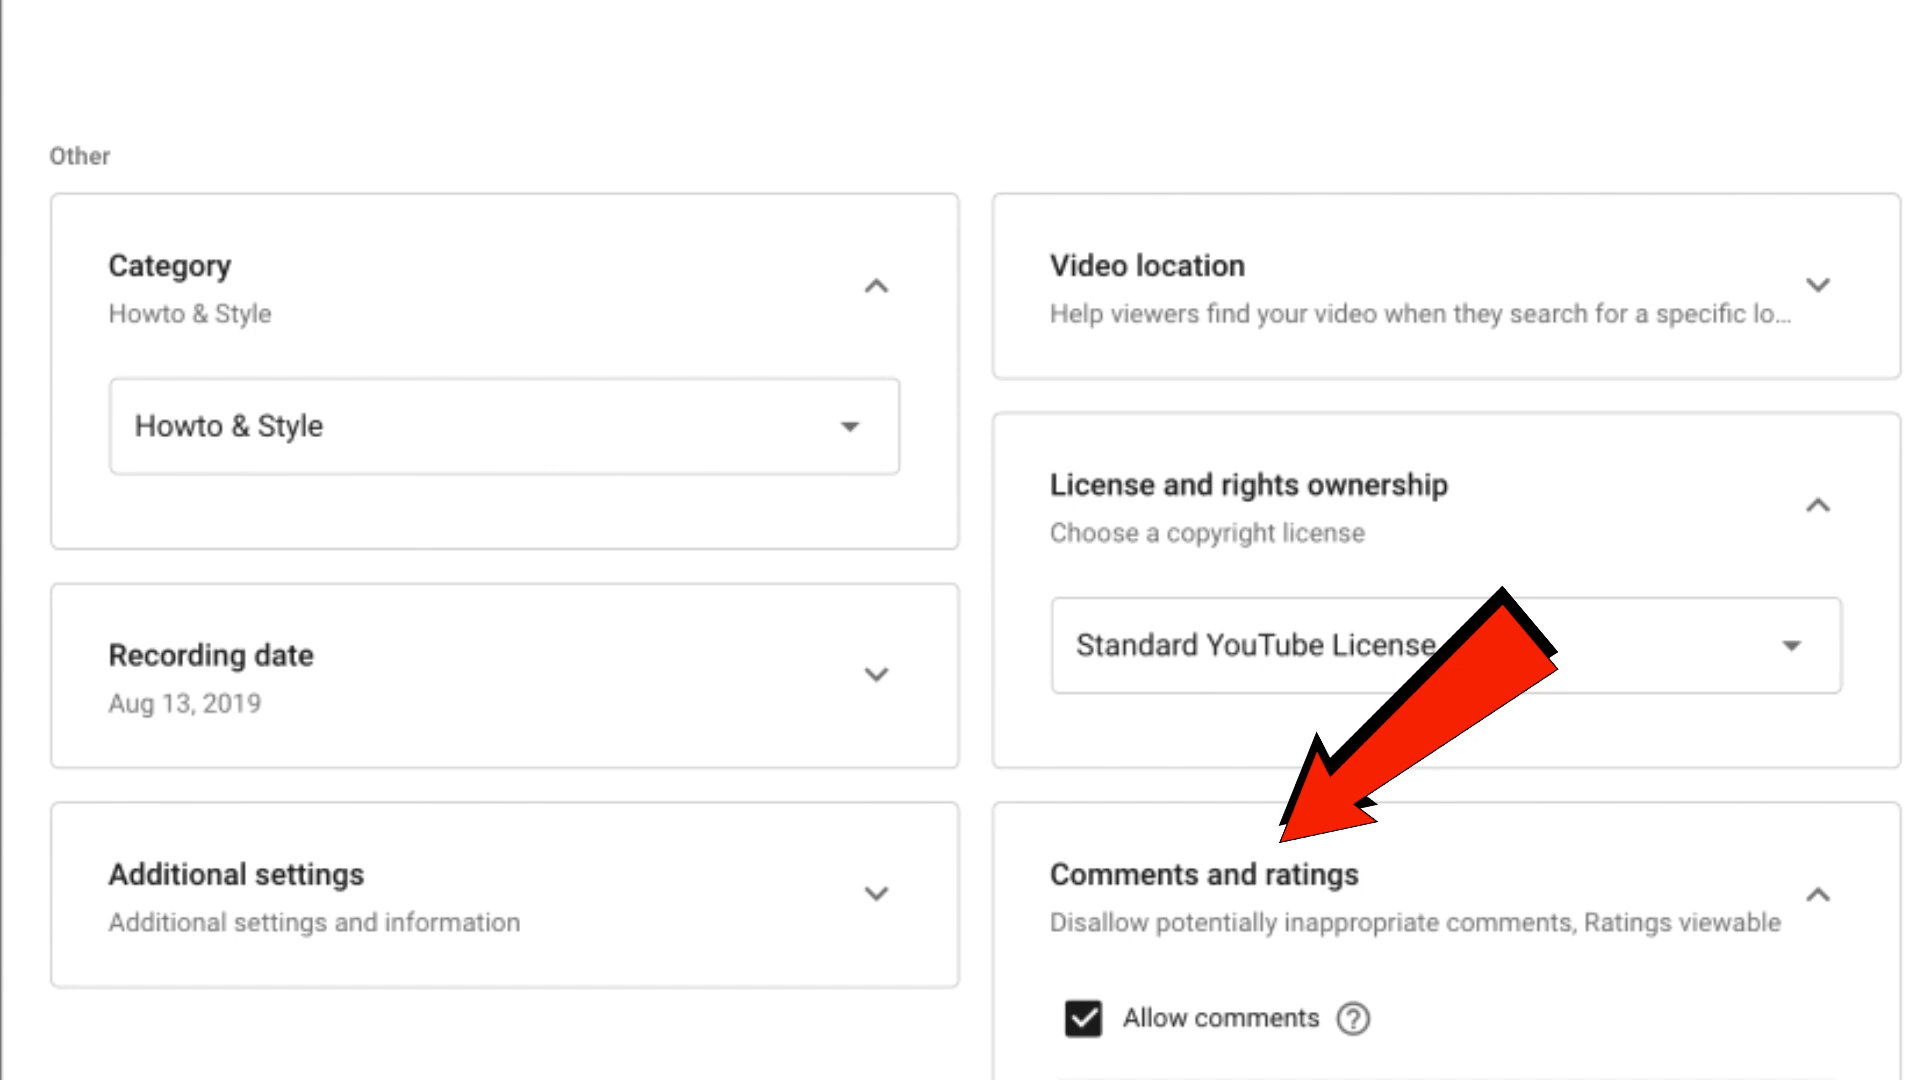 Other
Category
Howto & Style
Howto & Style
Recording date
Aug 13, 2019
Additional settings
Additional settings and information
Video location
Help viewers find your video when they search for a specific lo...
License and rights ownership
Choose a copyright license
Standard YouTube License
Comments and ratings
Disallow potentially inappropriate comments, Ratings viewable
Allow comments ?